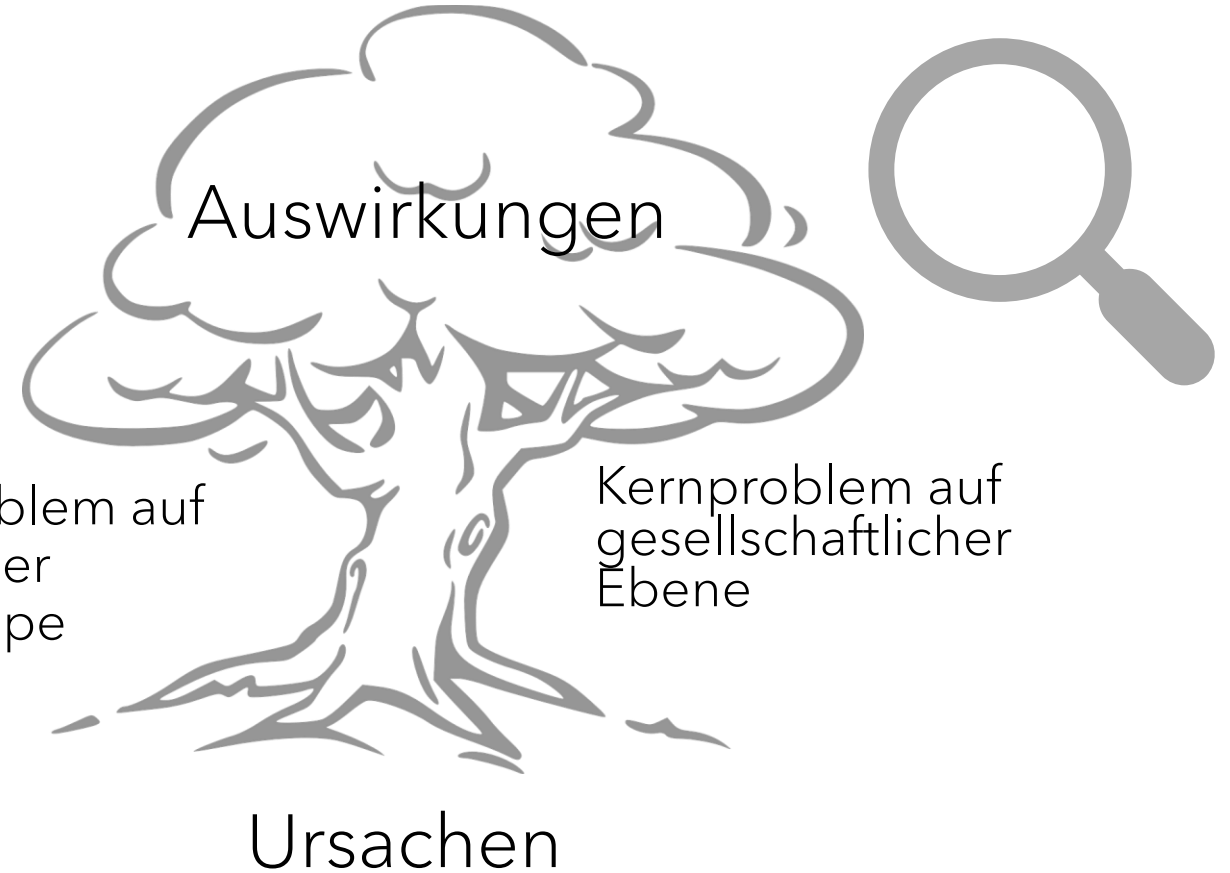 Auswirkungen
blem auf
er
pe
Kernproblem auf
gesellschaftlicher
Ebene
Ursachen